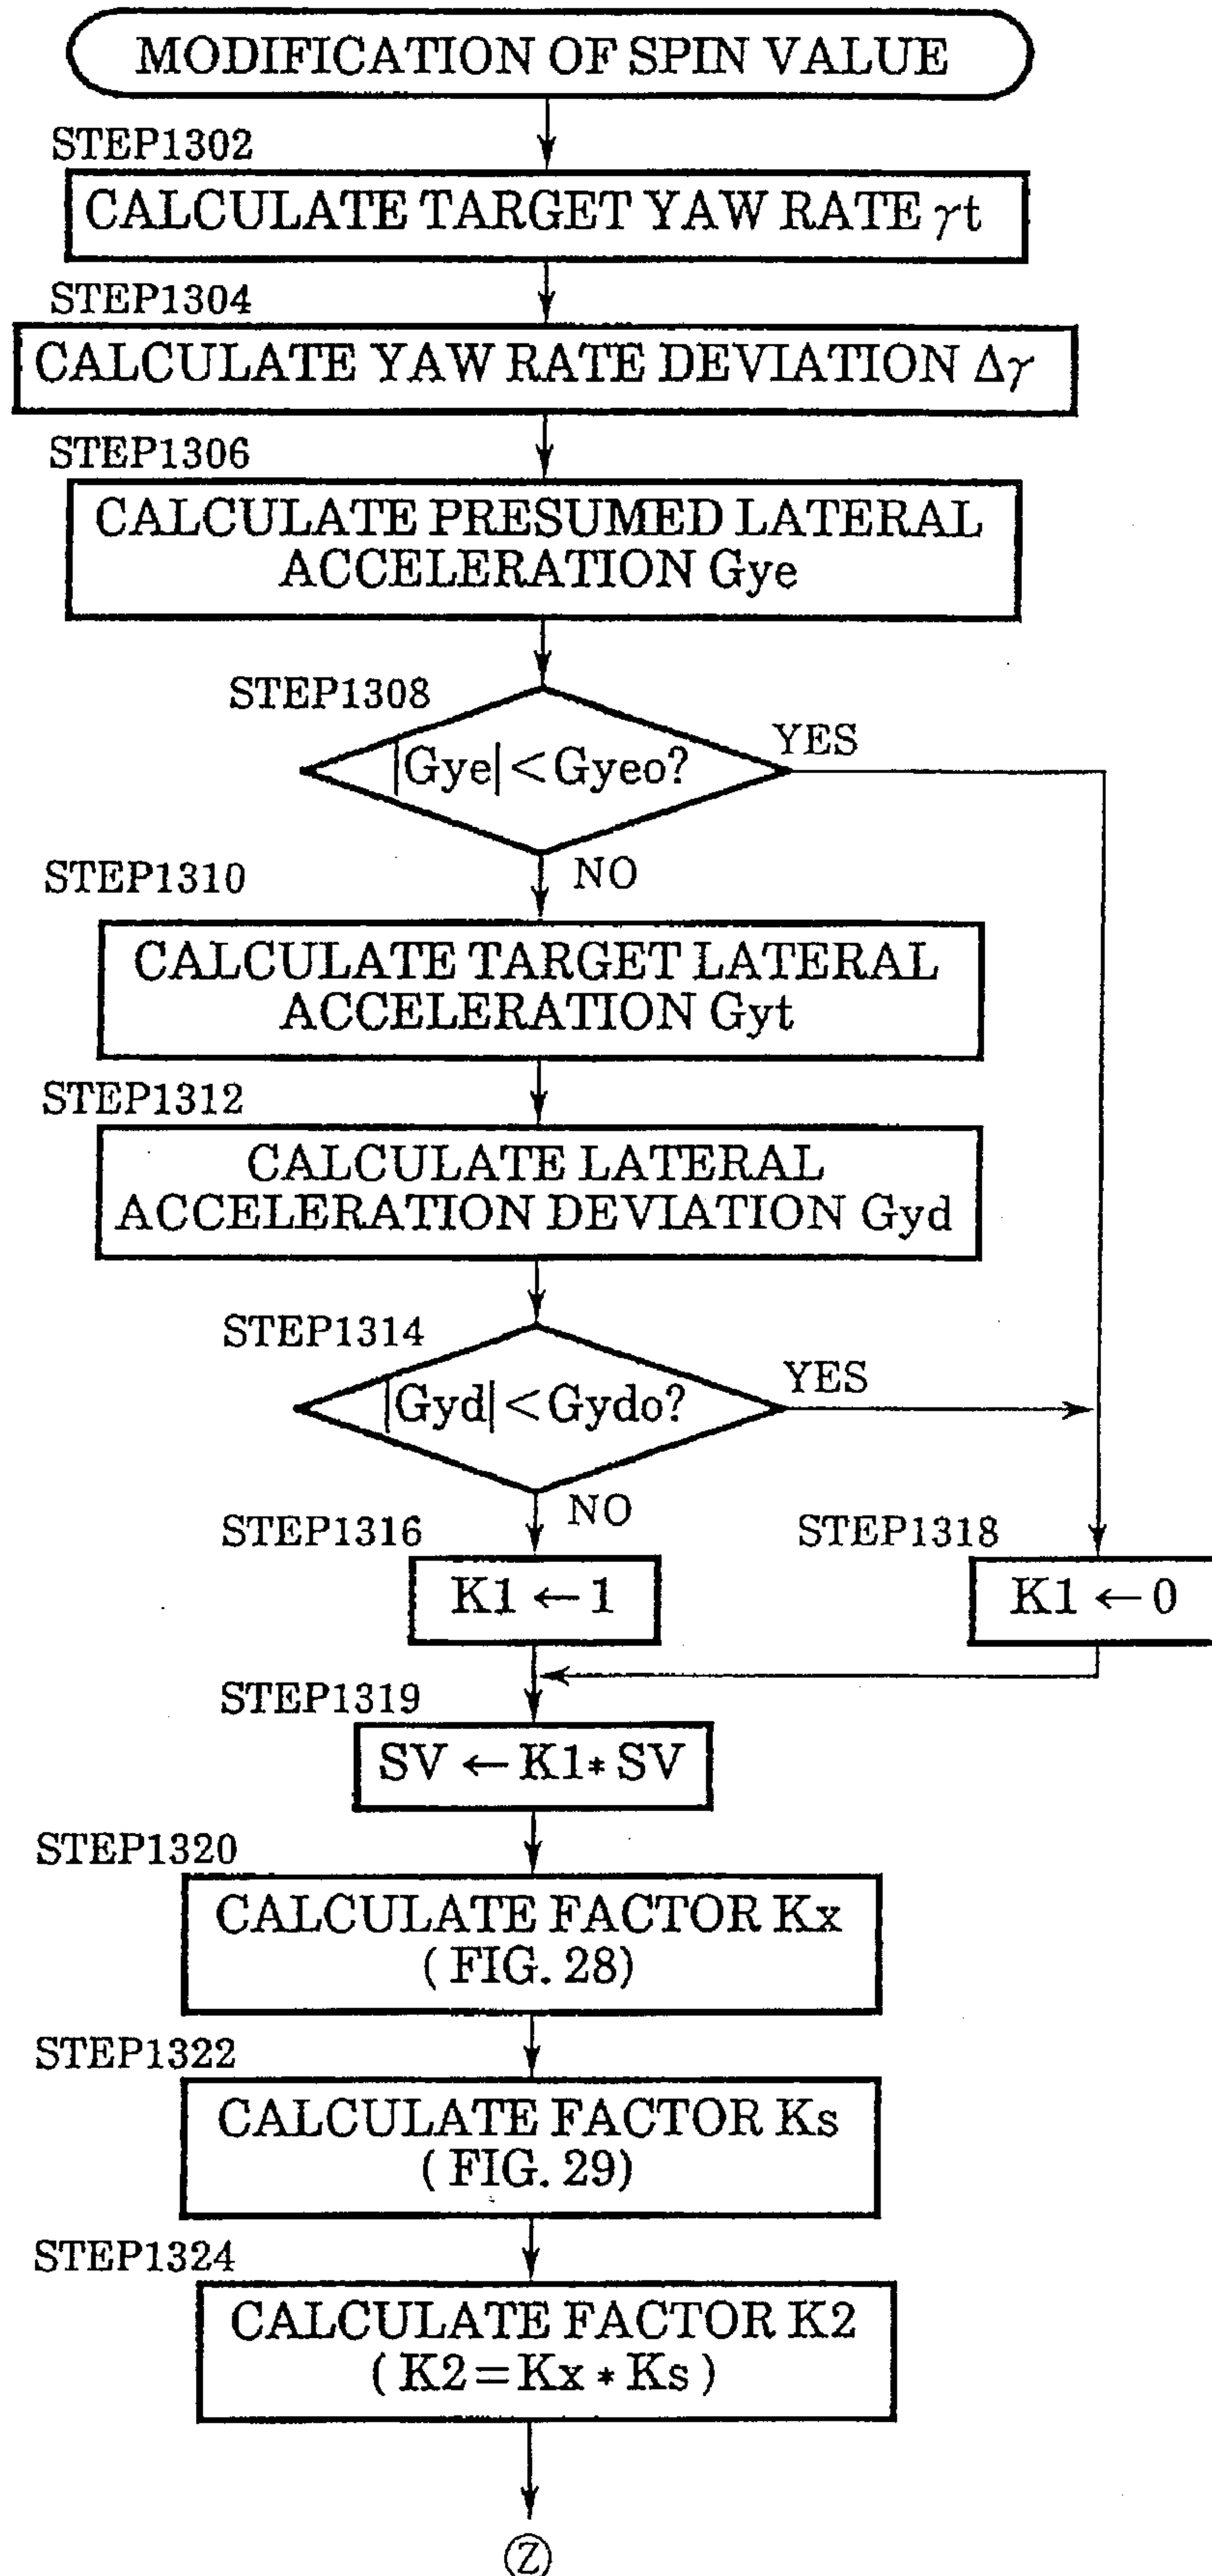 MODIFICATION OF SPIN VALUE
STEP1302
CALCULATE TARGET YAW RATE γt
STEP1304
CALCULATE YAW RATE DEVIATION Δγ
STEP1306
CALCULATE PRESUMED LATERAL
ACCELERATION Gye
STEP1308
|Gye|<Gyeo?
YES
NO
STEP1310
CALCULATE TARGET LATERAL
ACCELERATION Gyt
STEP1312
CALCULATE LATERAL
ACCELERATION DEVIATION Gyd
STEP1314
|Gyd|<Gydo?
YES
NO
STEP1316
K1←1
STEP1318
K1←0
STEP1319
SV←K1*SV
STEP1320
CALCULATE FACTOR Kx
(FIG. 28)
STEP1322
CALCULATE FACTOR Ks
(FIG. 29)
STEP1324
CALCULATE FACTOR K2
(K2=Kx*Ks)
Z